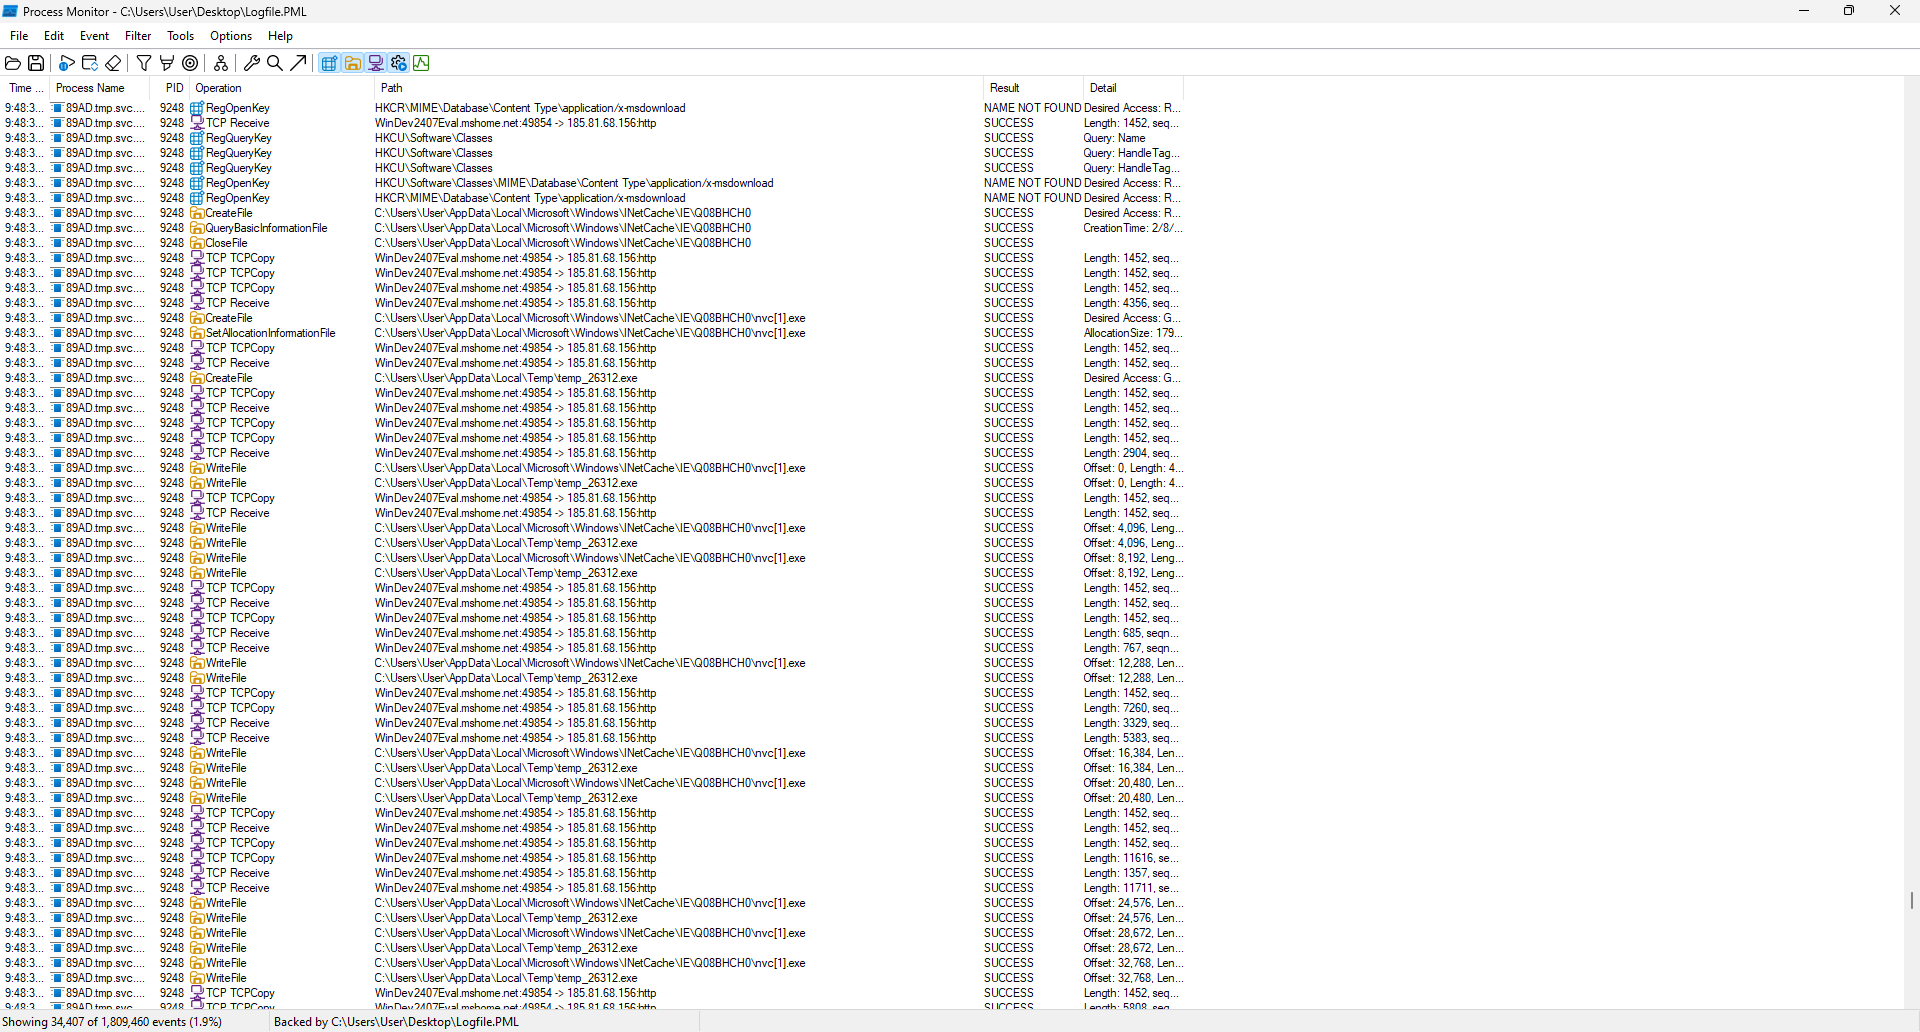 Process Monitor - C:\Users\User\Desktop\Logfile.PML
File Edit Event Filter Tools Options Help
Time ... Process Name PID Operation Path Result Detail
9:48:3... 89AD.tmp.svc.... 9248 RegOpenKey HKCR\MIME\Database\Content Type\application/x-msdownload NAME NOT FOUND Desired Access: R...
9:48:3... 89AD.tmp.svc.... 9248 TCP Receive WinDev2407Eval.mshome.net:49854 -> 185.81.68.156:http SUCCESS Length: 1452, seq...
9:48:3... 89AD.tmp.svc.... 9248 RegQueryKey HKCU\Software\Classes SUCCESS Query: Name
9:48:3... 89AD.tmp.svc.... 9248 RegQueryKey HKCU\Software\Classes SUCCESS Query: HandleTag...
9:48:3... 89AD.tmp.svc.... 9248 RegQueryKey HKCU\Software\Classes SUCCESS Query: HandleTag...
9:48:3... 89AD.tmp.svc.... 9248 RegOpenKey HKCU\Software\Classes\MIME\Database\Content Type\application/x-msdownload NAME NOT FOUND Desired Access: R...
9:48:3... 89AD.tmp.svc.... 9248 RegOpenKey HKCR\MIME\Database\Content Type\application/x-msdownload NAME NOT FOUND Desired Access: R...
9:48:3... 89AD.tmp.svc.... 9248 CreateFile C:\Users\User\AppData\Local\Microsoft\Windows\INetCache\IE\Q08BHCH0 SUCCESS Desired Access: R...
9:48:3... 89AD.tmp.svc.... 9248 QueryBasicInformationFile C:\Users\User\AppData\Local\Microsoft\Windows\INetCache\IE\Q08BHCH0 SUCCESS CreationTime: 2/8/...
9:48:3... 89AD.tmp.svc.... 9248 CloseFile C:\Users\User\AppData\Local\Microsoft\Windows\INetCache\IE\Q08BHCH0 SUCCESS
9:48:3... 89AD.tmp.svc.... 9248 TCP TCPCopy WinDev2407Eval.mshome.net:49854 -> 185.81.68.156:http SUCCESS Length: 1452, seq...
9:48:3... 89AD.tmp.svc.... 9248 TCP TCPCopy WinDev2407Eval.mshome.net:49854 -> 185.81.68.156:http SUCCESS Length: 1452, seq...
9:48:3... 89AD.tmp.svc.... 9248 TCP TCPCopy WinDev2407Eval.mshome.net:49854 -> 185.81.68.156:http SUCCESS Length: 1452, seq...
9:48:3... 89AD.tmp.svc.... 9248 TCP Receive WinDev2407Eval.mshome.net:49854 -> 185.81.68.156:http SUCCESS Length: 4356, seq...
9:48:3... 89AD.tmp.svc.... 9248 CreateFile C:\Users\User\AppData\Local\Microsoft\Windows\INetCache\IE\Q08BHCH0\nvc[1].exe SUCCESS Desired Access: G...
9:48:3... 89AD.tmp.svc.... 9248 SetAllocationInformationFile C:\Users\User\AppData\Local\Microsoft\Windows\INetCache\IE\Q08BHCH0\nvc[1].exe SUCCESS AllocationSize: 179...
9:48:3... 89AD.tmp.svc.... 9248 TCP TCPCopy WinDev2407Eval.mshome.net:49854 -> 185.81.68.156:http SUCCESS Length: 1452, seq...
9:48:3... 89AD.tmp.svc.... 9248 TCP Receive WinDev2407Eval.mshome.net:49854 -> 185.81.68.156:http SUCCESS Length: 1452, seq...
9:48:3... 89AD.tmp.svc.... 9248 CreateFile C:\Users\User\AppData\Local\Temp\temp_26312.exe SUCCESS Desired Access: G...
9:48:3... 89AD.tmp.svc.... 9248 TCP TCPCopy WinDev2407Eval.mshome.net:49854 -> 185.81.68.156:http SUCCESS Length: 1452, seq...
9:48:3... 89AD.tmp.svc.... 9248 TCP Receive WinDev2407Eval.mshome.net:49854 -> 185.81.68.156:http SUCCESS Length: 1452, seq...
9:48:3... 89AD.tmp.svc.... 9248 TCP TCPCopy WinDev2407Eval.mshome.net:49854 -> 185.81.68.156:http SUCCESS Length: 1452, seq...
9:48:3... 89AD.tmp.svc.... 9248 TCP TCPCopy WinDev2407Eval.mshome.net:49854 -> 185.81.68.156:http SUCCESS Length: 1452, seq...
9:48:3... 89AD.tmp.svc.... 9248 TCP Receive WinDev2407Eval.mshome.net:49854 -> 185.81.68.156:http SUCCESS Length: 2904, seq...
9:48:3... 89AD.tmp.svc.... 9248 WriteFile C:\Users\User\AppData\Local\Microsoft\Windows\INetCache\IE\Q08BHCH0\nvc[1].exe SUCCESS Offset: 0, Length: 4...
9:48:3... 89AD.tmp.svc.... 9248 WriteFile C:\Users\User\AppData\Local\Temp\temp_26312.exe SUCCESS Offset: 0, Length: 4...
9:48:3... 89AD.tmp.svc.... 9248 TCP TCPCopy WinDev2407Eval.mshome.net:49854 -> 185.81.68.156:http SUCCESS Length: 1452, seq...
9:48:3... 89AD.tmp.svc.... 9248 TCP Receive WinDev2407Eval.mshome.net:49854 -> 185.81.68.156:http SUCCESS Length: 1452, seq...
9:48:3... 89AD.tmp.svc.... 9248 WriteFile C:\Users\User\AppData\Local\Microsoft\Windows\INetCache\IE\Q08BHCH0\nvc[1].exe SUCCESS Offset: 4,096, Leng...
9:48:3... 89AD.tmp.svc.... 9248 WriteFile C:\Users\User\AppData\Local\Temp\temp_26312.exe SUCCESS Offset: 4,096, Leng...
9:48:3... 89AD.tmp.svc.... 9248 WriteFile C:\Users\User\AppData\Local\Microsoft\Windows\INetCache\IE\Q08BHCH0\nvc[1].exe SUCCESS Offset: 8,192, Leng...
9:48:3... 89AD.tmp.svc.... 9248 WriteFile C:\Users\User\AppData\Local\Temp\temp_26312.exe SUCCESS Offset: 8,192, Leng...
9:48:3... 89AD.tmp.svc.... 9248 TCP TCPCopy WinDev2407Eval.mshome.net:49854 -> 185.81.68.156:http SUCCESS Length: 1452, seq...
9:48:3... 89AD.tmp.svc.... 9248 TCP Receive WinDev2407Eval.mshome.net:49854 -> 185.81.68.156:http SUCCESS Length: 1452, seq...
9:48:3... 89AD.tmp.svc.... 9248 TCP TCPCopy WinDev2407Eval.mshome.net:49854 -> 185.81.68.156:http SUCCESS Length: 1452, seq...
9:48:3... 89AD.tmp.svc.... 9248 TCP Receive WinDev2407Eval.mshome.net:49854 -> 185.81.68.156:http SUCCESS Length: 685, seqn...
9:48:3... 89AD.tmp.svc.... 9248 TCP Receive WinDev2407Eval.mshome.net:49854 -> 185.81.68.156:http SUCCESS Length: 767, seqn...
9:48:3... 89AD.tmp.svc.... 9248 WriteFile C:\Users\User\AppData\Local\Microsoft\Windows\INetCache\IE\Q08BHCH0\nvc[1].exe SUCCESS Offset: 12,288, Len...
9:48:3... 89AD.tmp.svc.... 9248 WriteFile C:\Users\User\AppData\Local\Temp\temp_26312.exe SUCCESS Offset: 12,288, Len...
9:48:3... 89AD.tmp.svc.... 9248 TCP TCPCopy WinDev2407Eval.mshome.net:49854 -> 185.81.68.156:http SUCCESS Length: 1452, seq...
9:48:3... 89AD.tmp.svc.... 9248 TCP TCPCopy WinDev2407Eval.mshome.net:49854 -> 185.81.68.156:http SUCCESS Length: 7260, seq...
9:48:3... 89AD.tmp.svc.... 9248 TCP Receive WinDev2407Eval.mshome.net:49854 -> 185.81.68.156:http SUCCESS Length: 3329, seq...
9:48:3... 89AD.tmp.svc.... 9248 TCP Receive WinDev2407Eval.mshome.net:49854 -> 185.81.68.156:http SUCCESS Length: 5383, seq...
9:48:3... 89AD.tmp.svc.... 9248 WriteFile C:\Users\User\AppData\Local\Microsoft\Windows\INetCache\IE\Q08BHCH0\nvc[1].exe SUCCESS Offset: 16,384, Len...
9:48:3... 89AD.tmp.svc.... 9248 WriteFile C:\Users\User\AppData\Local\Temp\temp_26312.exe SUCCESS Offset: 16,384, Len...
9:48:3... 89AD.tmp.svc.... 9248 WriteFile C:\Users\User\AppData\Local\Microsoft\Windows\INetCache\IE\Q08BHCH0\nvc[1].exe SUCCESS Offset: 20,480, Len...
9:48:3... 89AD.tmp.svc.... 9248 WriteFile C:\Users\User\AppData\Local\Temp\temp_26312.exe SUCCESS Offset: 20,480, Len...
9:48:3... 89AD.tmp.svc.... 9248 TCP TCPCopy WinDev2407Eval.mshome.net:49854 -> 185.81.68.156:http SUCCESS Length: 1452, seq...
9:48:3... 89AD.tmp.svc.... 9248 TCP Receive WinDev2407Eval.mshome.net:49854 -> 185.81.68.156:http SUCCESS Length: 1452, seq...
9:48:3... 89AD.tmp.svc.... 9248 TCP TCPCopy WinDev2407Eval.mshome.net:49854 -> 185.81.68.156:http SUCCESS Length: 1452, seq...
9:48:3... 89AD.tmp.svc.... 9248 TCP TCPCopy WinDev2407Eval.mshome.net:49854 -> 185.81.68.156:http SUCCESS Length: 11616, se...
9:48:3... 89AD.tmp.svc.... 9248 TCP Receive WinDev2407Eval.mshome.net:49854 -> 185.81.68.156:http SUCCESS Length: 1357, seq...
9:48:3... 89AD.tmp.svc.... 9248 TCP Receive WinDev2407Eval.mshome.net:49854 -> 185.81.68.156:http SUCCESS Length: 11711, se...
9:48:3... 89AD.tmp.svc.... 9248 WriteFile C:\Users\User\AppData\Local\Microsoft\Windows\INetCache\IE\Q08BHCH0\nvc[1].exe SUCCESS Offset: 24,576, Len...
9:48:3... 89AD.tmp.svc.... 9248 WriteFile C:\Users\User\AppData\Local\Temp\temp_26312.exe SUCCESS Offset: 24,576, Len...
9:48:3... 89AD.tmp.svc.... 9248 WriteFile C:\Users\User\AppData\Local\Microsoft\Windows\INetCache\IE\Q08BHCH0\nvc[1].exe SUCCESS Offset: 28,672, Len...
9:48:3... 89AD.tmp.svc.... 9248 WriteFile C:\Users\User\AppData\Local\Temp\temp_26312.exe SUCCESS Offset: 28,672, Len...
9:48:3... 89AD.tmp.svc.... 9248 WriteFile C:\Users\User\AppData\Local\Microsoft\Windows\INetCache\IE\Q08BHCH0\nvc[1].exe SUCCESS Offset: 32,768, Len...
9:48:3... 89AD.tmp.svc.... 9248 WriteFile C:\Users\User\AppData\Local\Temp\temp_26312.exe SUCCESS Offset: 32,768, Len...
9:48:3... 89AD.tmp.svc.... 9248 TCP TCPCopy WinDev2407Eval.mshome.net:49854 -> 185.81.68.156:http SUCCESS Length: 1452, seq...
9:48:3... 89AD.tmp.svc.... 9248 TCP TCPCopy WinDev2407Eval.mshome.net:49854 -> 185.81.68.156:http SUCCESS Length: 5808, seq...
Showing 34,407 of 1,809,460 events (1.9%) Backed by C:\Users\User\Desktop\Logfile.PML